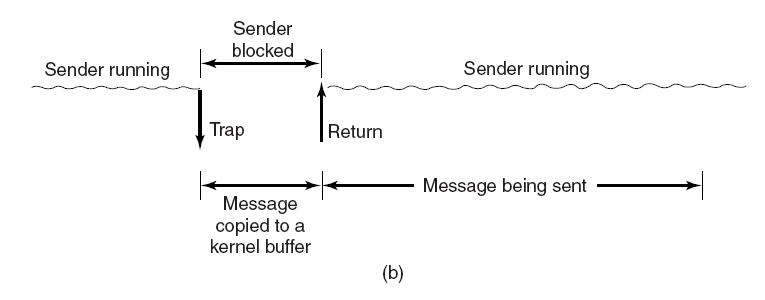 Sender
blocked
Sender running
Sender running
Trap
Return
Message being sent
Message
copied to a
kernel buffer
(b)